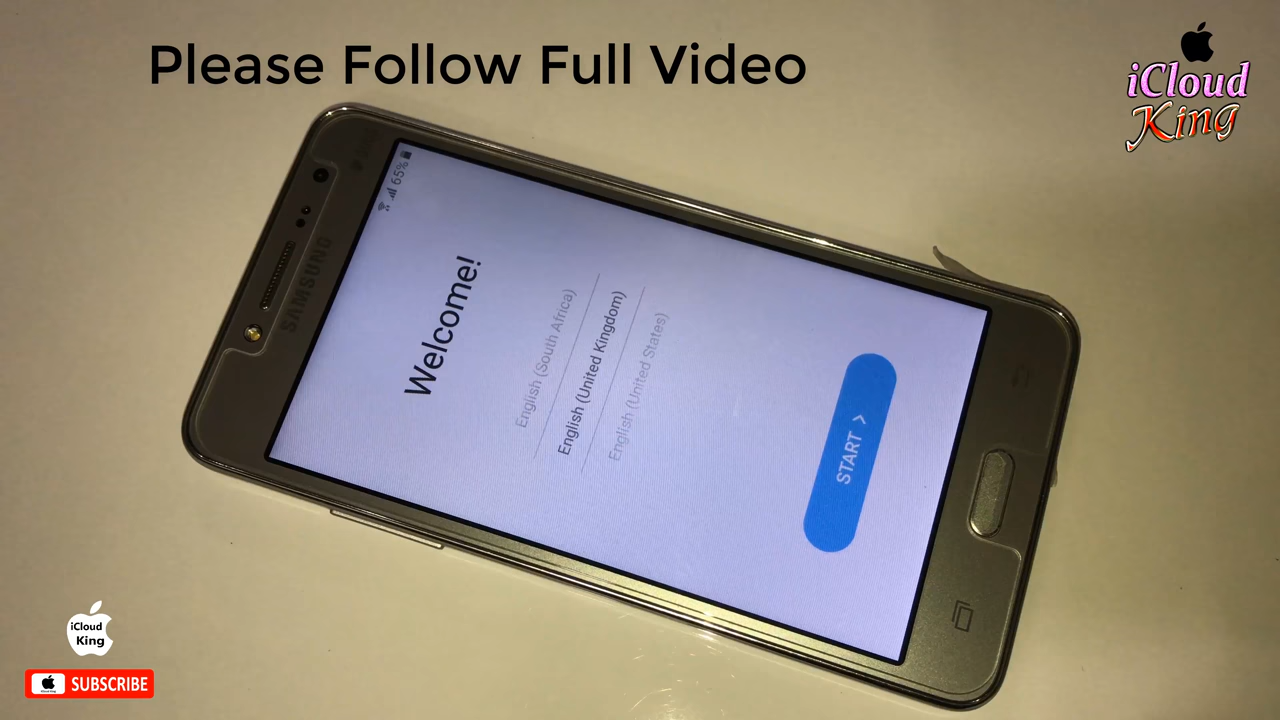 Please Follow Full Video
iCloud
King
65%
SAMSUNG
Welcome!
English (South Africa)
English (United Kingdom)
English (United States)
START >
iCloud
King
SUBSCRIBE